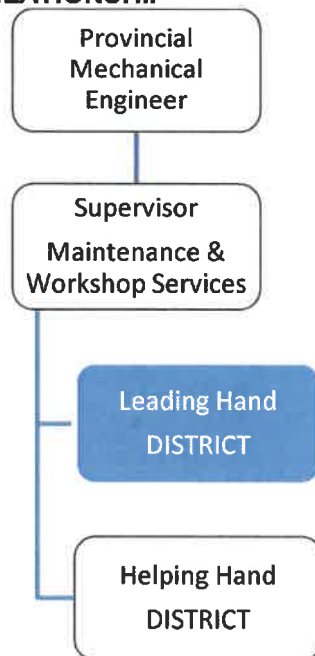 Provincial
Mechanical
Engineer
Supervisor
Maintenance &
Workshop Services
Leading Hand
DISTRICT
Helping Hand
DISTRICT